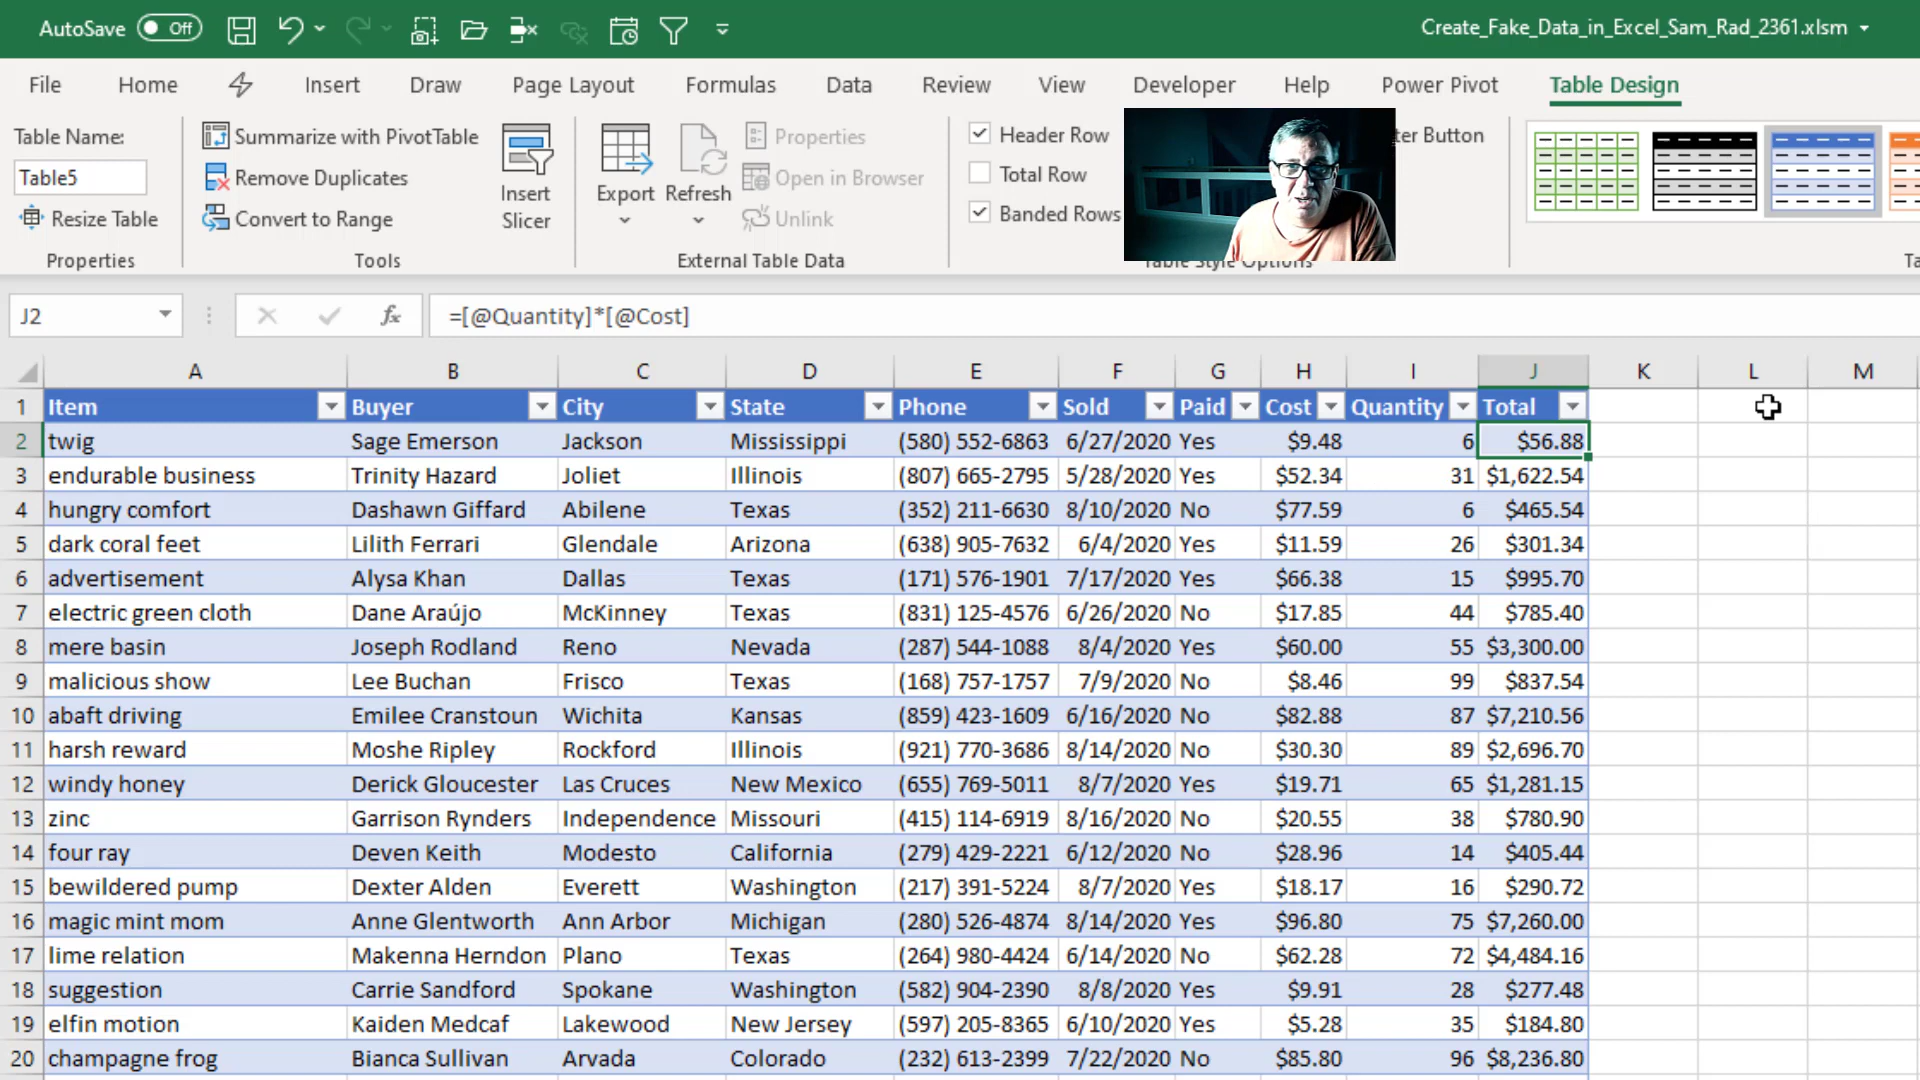 AutoSave Off Create_Fake_Data_in_Excel_Sam_Rad_2361.xlsm
File Home Insert Draw Page Layout Formulas Data Review View Developer Help Power Pivot Table Design
Table Name:
Table5
Resize Table
Properties
Summarize with PivotTable
Remove Duplicates
Convert to Range
Insert
Slicer
Tools
Export
Refresh
Properties
Open in Browser
Unlink
External Table Data
Header Row
Total Row
Banded Rows
ter Button
Table Style Options
Ta
J2 fx =[@Quantity]*[@Cost]
A B C D E F G H I J K L M
1 Item Buyer City State Phone Sold Paid Cost Quantity Total
2 twig Sage Emerson Jackson Mississippi (580) 552-6863 6/27/2020 Yes $9.48 6 $56.88
3 endurable business Trinity Hazard Joliet Illinois (807) 665-2795 5/28/2020 Yes $52.34 31 $1,622.54
4 hungry comfort Dashawn Giffard Abilene Texas (352) 211-6630 8/10/2020 No $77.59 6 $465.54
5 dark coral feet Lilith Ferrari Glendale Arizona (638) 905-7632 6/4/2020 Yes $11.59 26 $301.34
6 advertisement Alysa Khan Dallas Texas (171) 576-1901 7/17/2020 Yes $66.38 15 $995.70
7 electric green cloth Dane Araújo McKinney Texas (831) 125-4576 6/26/2020 No $17.85 44 $785.40
8 mere basin Joseph Rodland Reno Nevada (287) 544-1088 8/4/2020 Yes $60.00 55 $3,300.00
9 malicious show Lee Buchan Frisco Texas (168) 757-1757 7/9/2020 No $8.46 99 $837.54
10 abaft driving Emilee Cranstoun Wichita Kansas (859) 423-1609 6/16/2020 No $82.88 87 $7,210.56
11 harsh reward Moshe Ripley Rockford Illinois (921) 770-3686 8/14/2020 No $30.30 89 $2,696.70
12 windy honey Derick Gloucester Las Cruces New Mexico (655) 769-5011 8/7/2020 Yes $19.71 65 $1,281.15
13 zinc Garrison Rynders Independence Missouri (415) 114-6919 8/16/2020 No $20.55 38 $780.90
14 four ray Deven Keith Modesto California (279) 429-2221 6/12/2020 No $28.96 14 $405.44
15 bewildered pump Dexter Alden Everett Washington (217) 391-5224 8/7/2020 Yes $18.17 16 $290.72
16 magic mint mom Anne Glentworth Ann Arbor Michigan (280) 526-4874 8/14/2020 Yes $96.80 75 $7,260.00
17 lime relation Makenna Herndon Plano Texas (264) 980-4424 6/14/2020 No $62.28 72 $4,484.16
18 suggestion Carrie Sandford Spokane Washington (582) 904-2390 8/8/2020 Yes $9.91 28 $277.48
19 elfin motion Kaiden Medcaf Lakewood New Jersey (597) 205-8365 6/10/2020 Yes $5.28 35 $184.80
20 champagne frog Bianca Sullivan Arvada Colorado (232) 613-2399 7/22/2020 No $85.80 96 $8,236.80